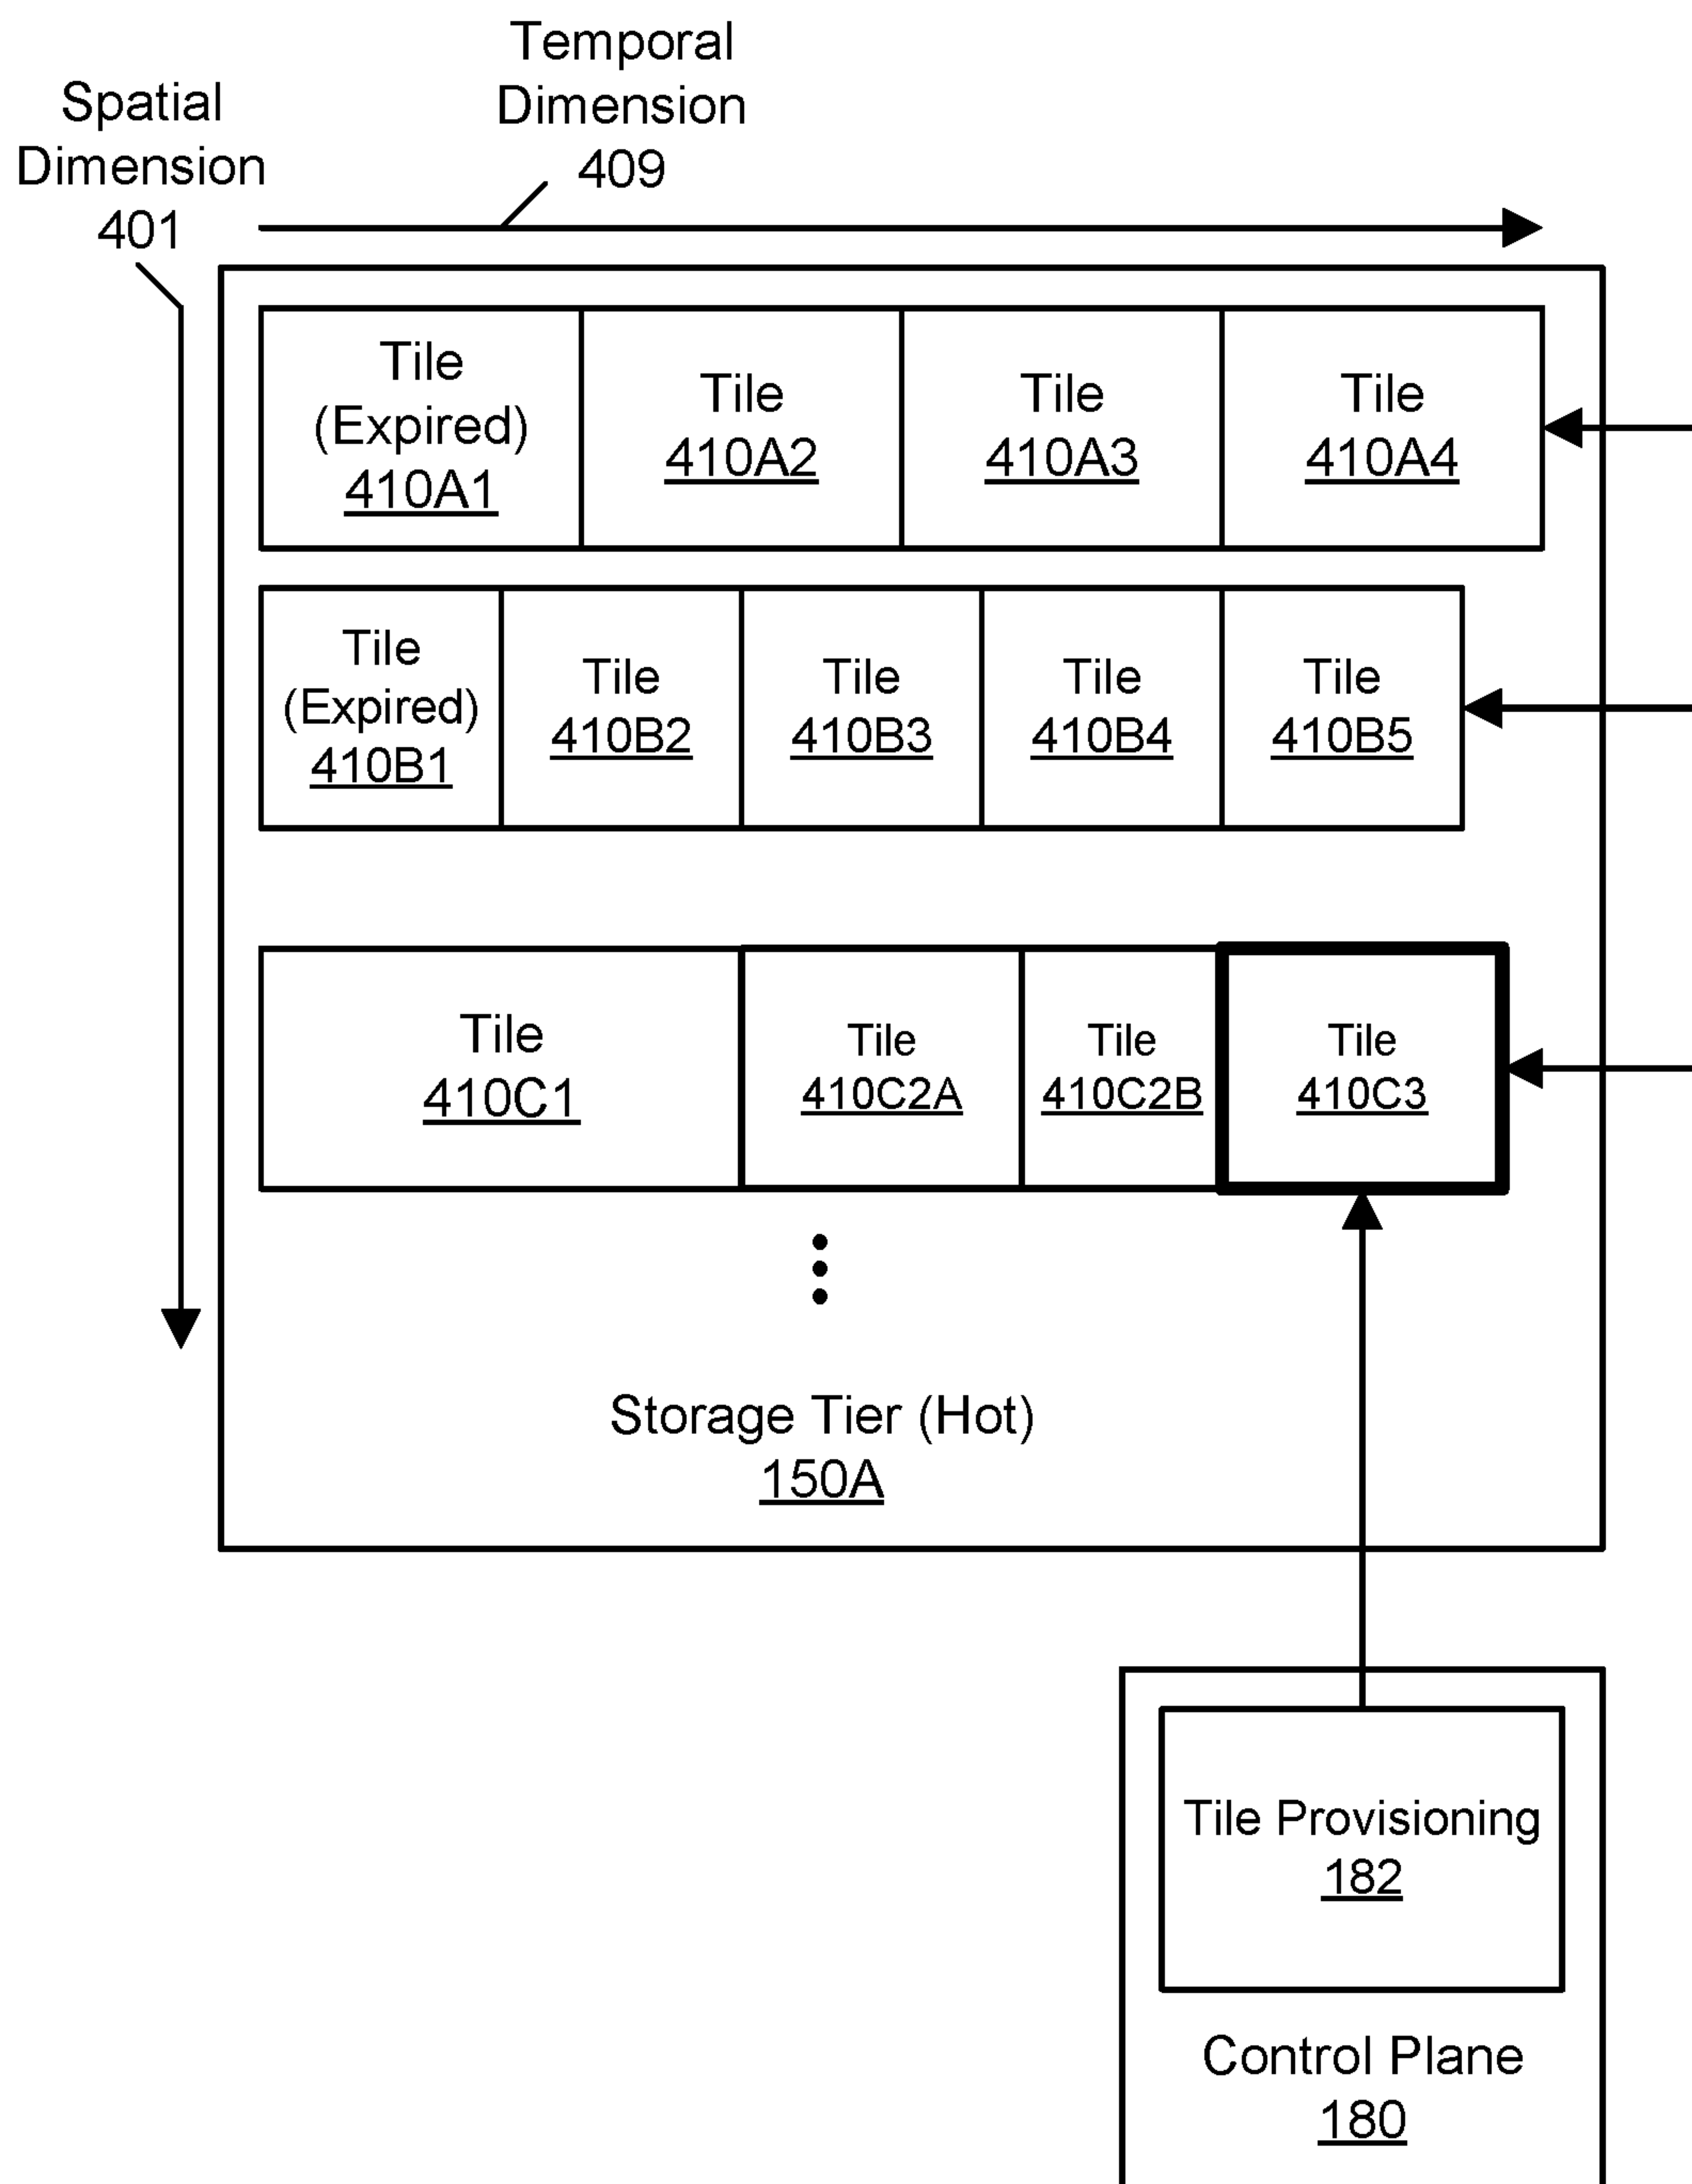 Temporal
Dimension
409
Spatial
Dimension
401
Tile
(Expired)
410A1
Tile
410A2
Tile
410A3
Tile
410A4
Tile
(Expired)
410B1
Tile
410B2
Tile
410B3
Tile
410B4
Tile
410B5
Tile
410C1
Tile
410C2A
Tile
410C2B
Tile
410C3
Storage Tier (Hot)
150A
Tile Provisioning
182
Control Plane
180